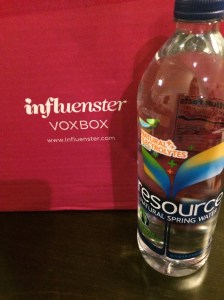 influenster
VOXBOX
www.influenster.com
NATURAL
ELECTROLYTES
resource
NATURAL SPRING WATER